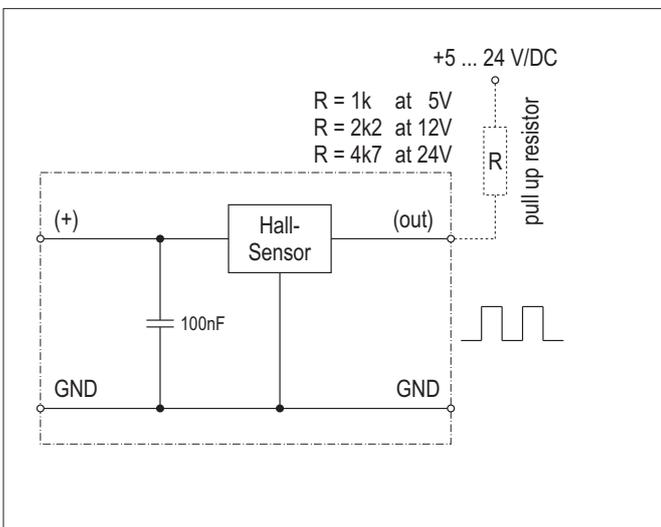 +5 ... 24 V/DC
R = 1k at 5V
R = 2k2 at 12V
R = 4k7 at 24V
R
pull up resistor
(+)
Hall-
Sensor
(out)
100nF
GND
GND